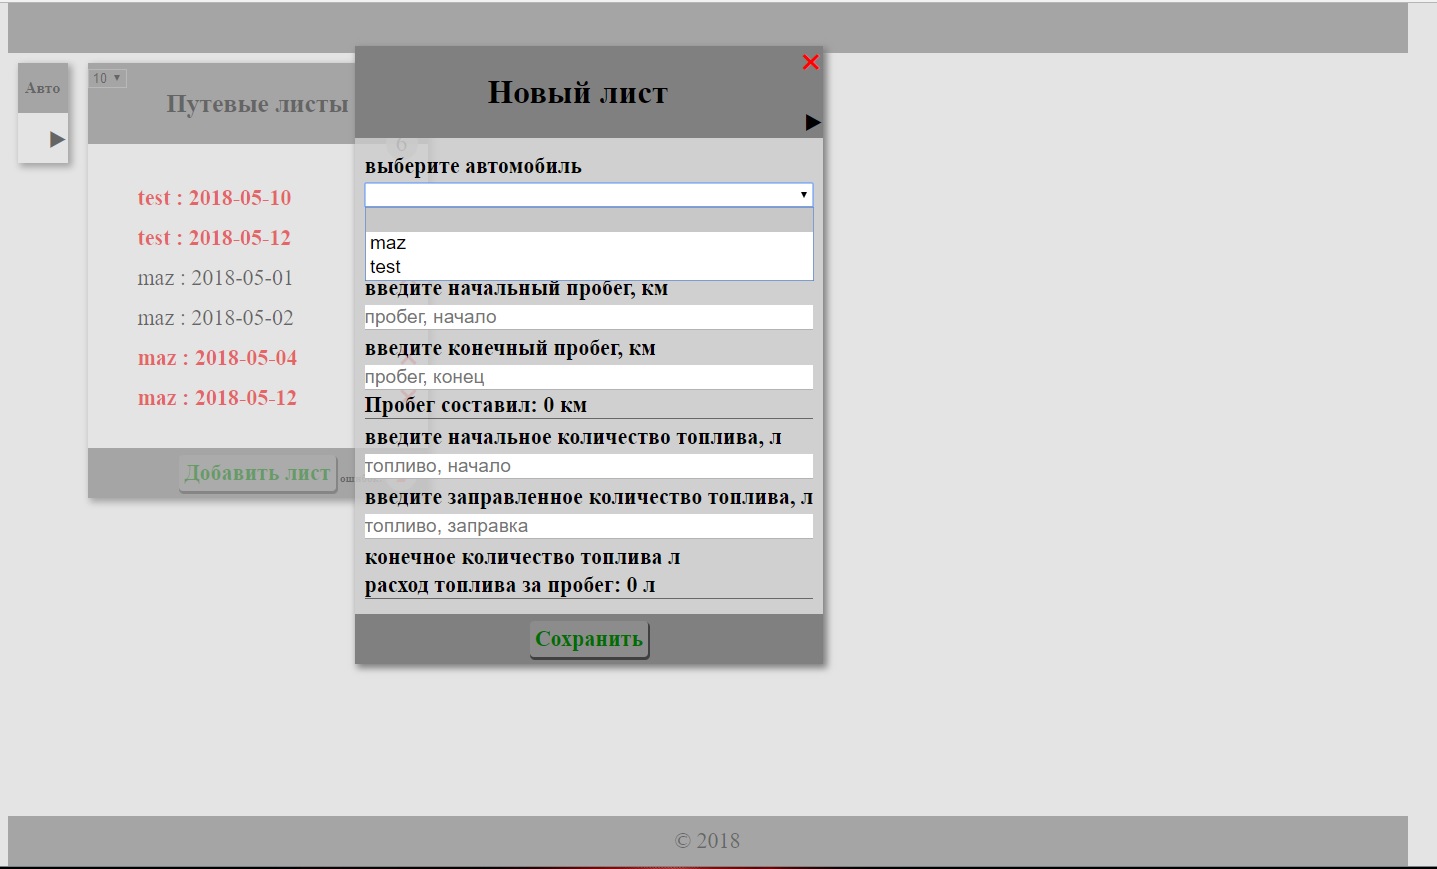 Авто
10
Путевые листы
6
test : 2018-05-10
test : 2018-05-12
maz : 2018-05-01
maz : 2018-05-02
maz : 2018-05-04
maz : 2018-05-12
Добавить лист
Новый лист
выберите автомобиль
maz
test
введите начальный пробег, км
пробег, начало
введите конечный пробег, км
пробег, конец
Пробег составил: 0 км
введите начальное количество топлива, л
топливо, начало
введите заправленное количество топлива, л
топливо, заправка
конечное количество топлива л
расход топлива за пробег: 0 л
Сохранить
© 2018